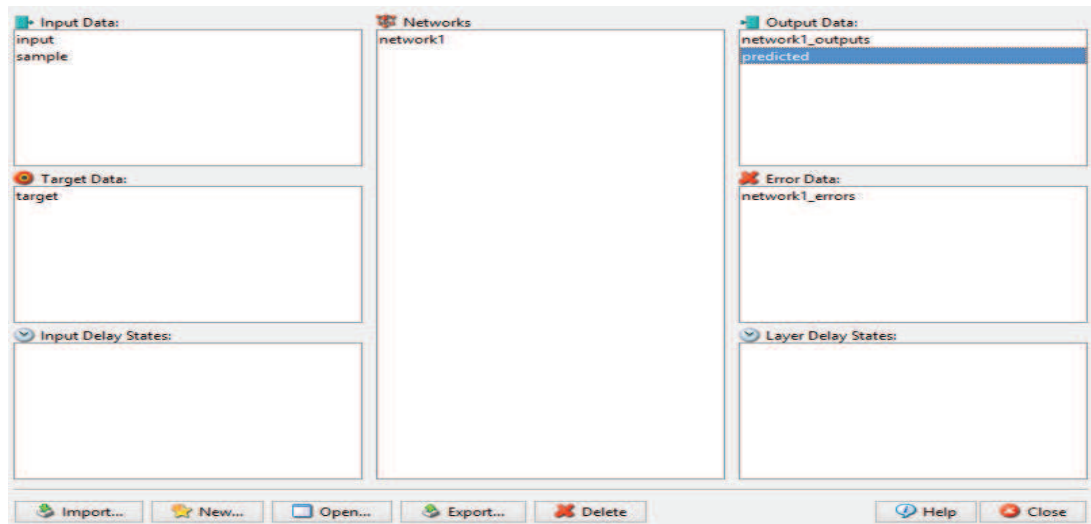 Input Data:
input
sample
Networks
network1
Output Data:
network1_outputs
predicted
Target Data:
target
Error Data:
network1_errors
Input Delay States:
Layer Delay States:
Import...
New...
Open...
Export...
Delete
Help
Close